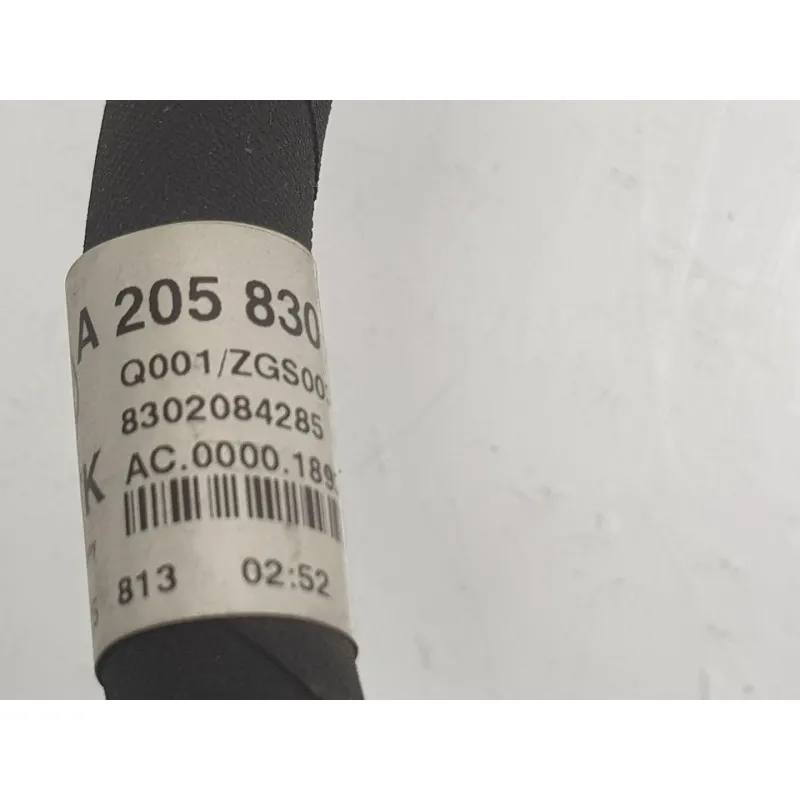 A 205 830
Q001/ZGS00
8302084285
K AC.0000.189
813 02:52